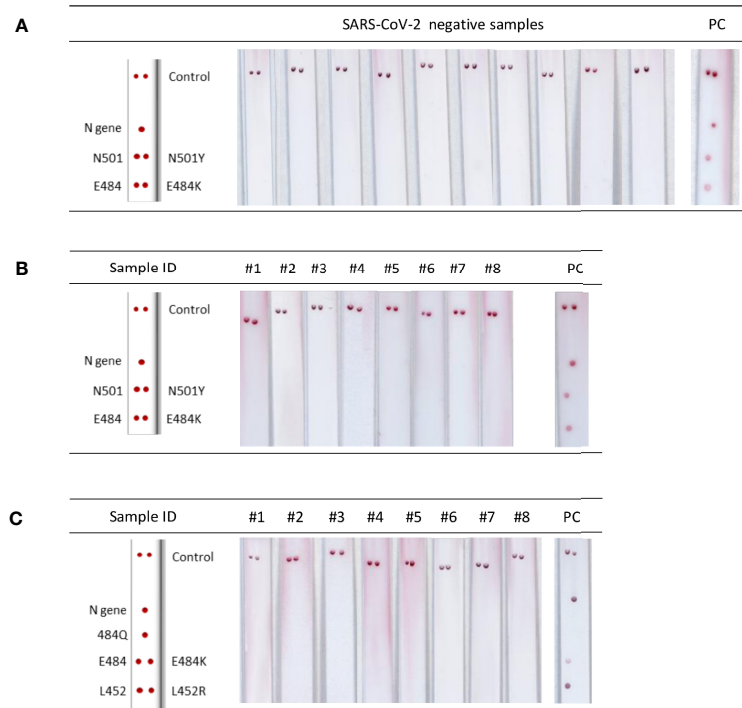 A
SARS-CoV-2 negative samples PC
Control
N gene
N501 N501Y
E484 E484K
B
Sample ID #1 #2 #3 #4 #5 #6 #7 #8 PC
Control
N gene
N501 N501Y
E484 E484K
C
Sample ID #1 #2 #3 #4 #5 #6 #7 #8 PC
Control
N gene
484Q
E484 E484K
L452 L452R